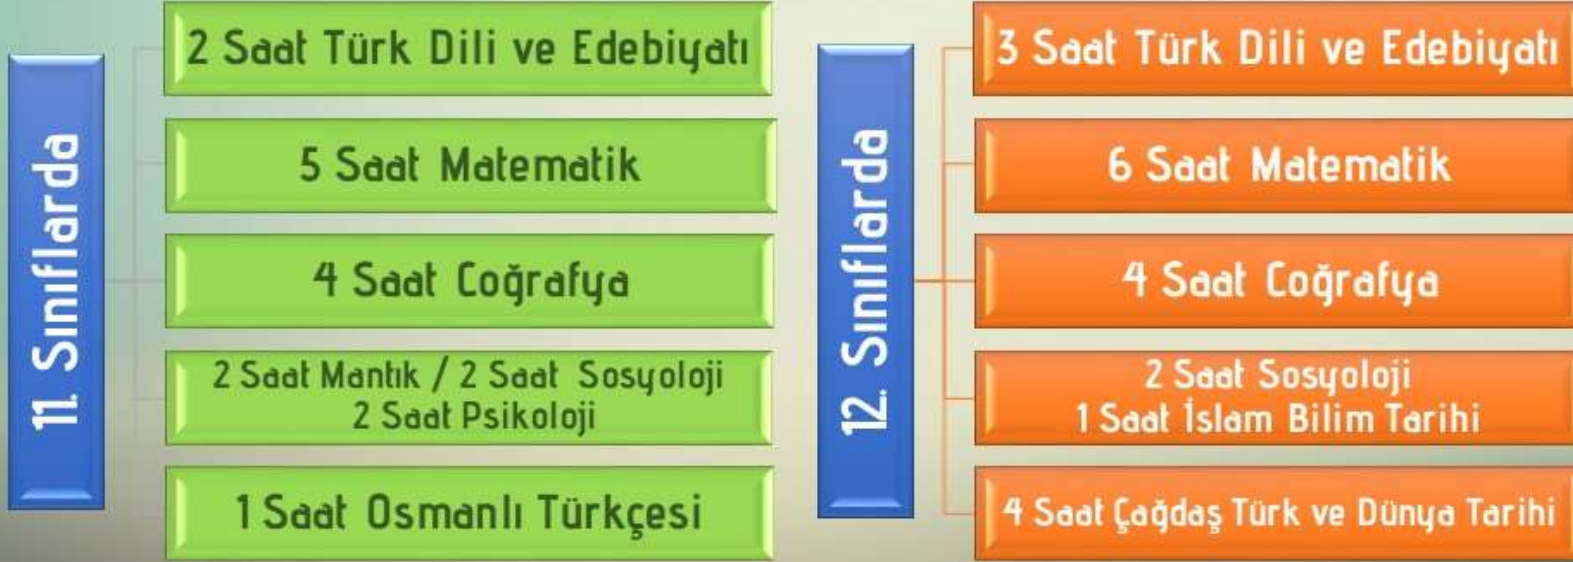 11. Sınıflarda
2 Saat Türk Dili ve Edebiyatı
5 Saat Matematik
4 Saat Coğrafya
2 Saat Mantık / 2 Saat Sosyoloji
2 Saat Psikoloji
1 Saat Osmanlı Türkçesi
12. Sınıflarda
3 Saat Türk Dili ve Edebiyatı
6 Saat Matematik
4 Saat Coğrafya
2 Saat Sosyoloji
1 Saat İslam Bilim Tarihi
4 Saat Çağdaş Türk ve Dünya Tarihi